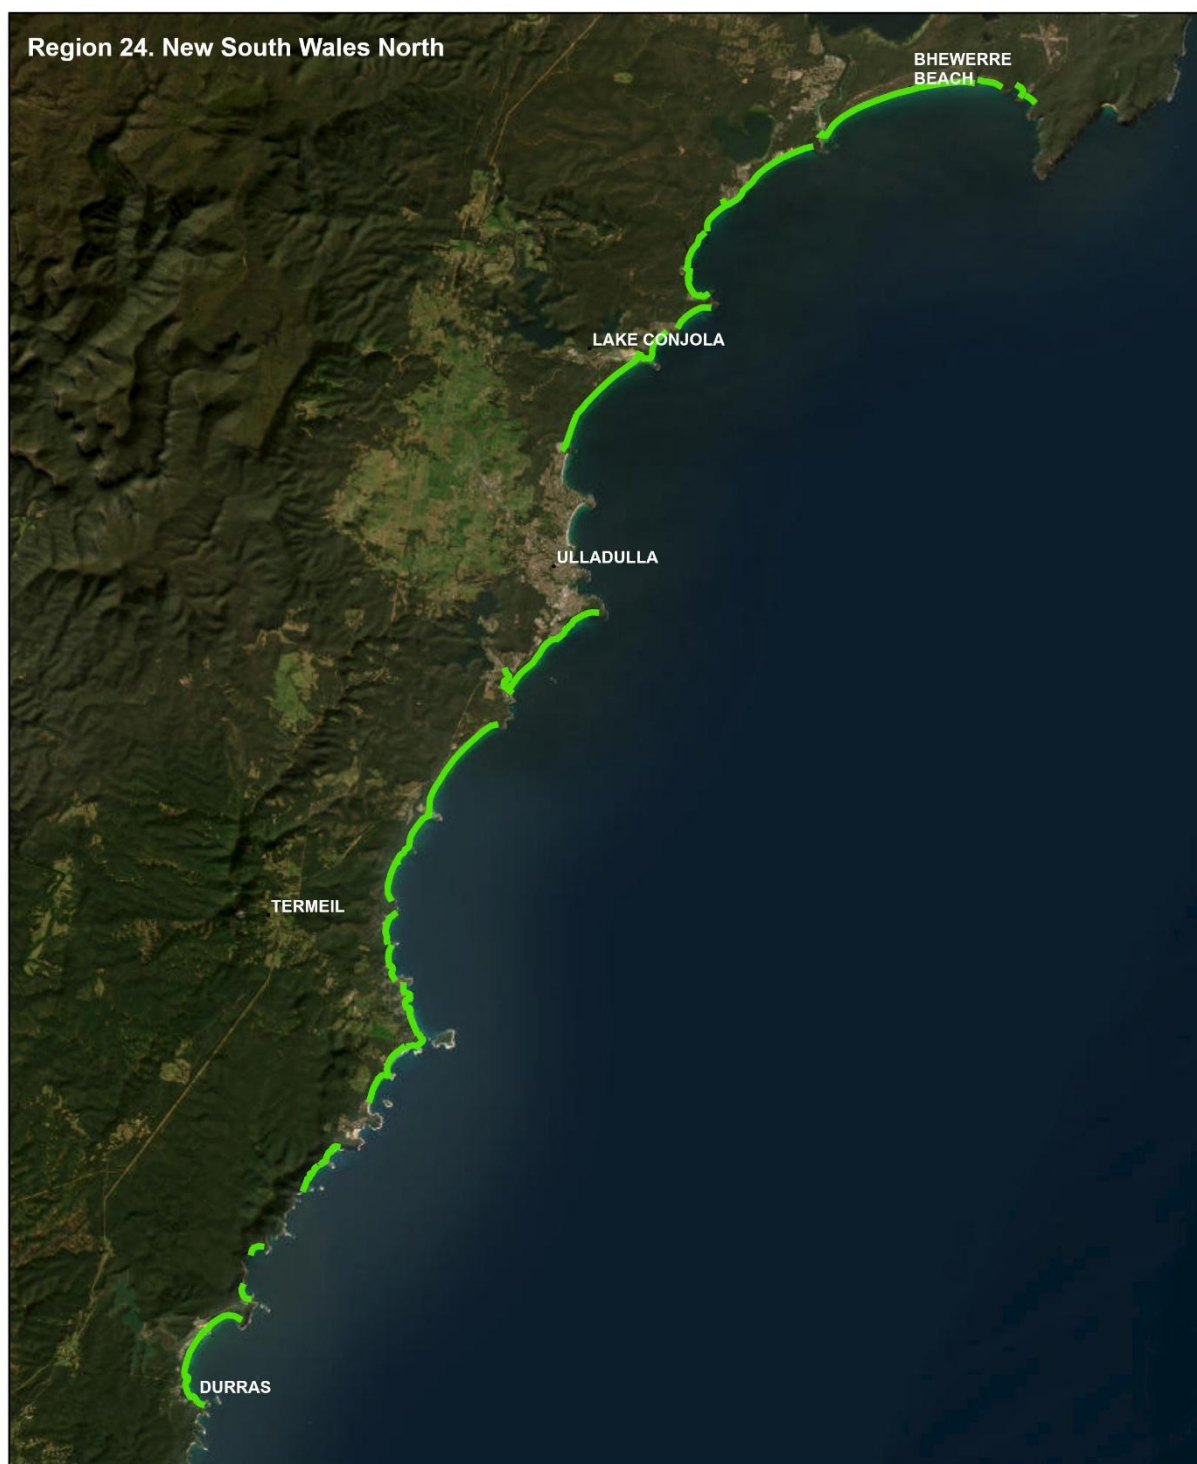 Region 24. New South Wales North
BHEWERRE
BEACH
LAKE CONJOLA
ULLADULLA
TERMEIL
DURRAS